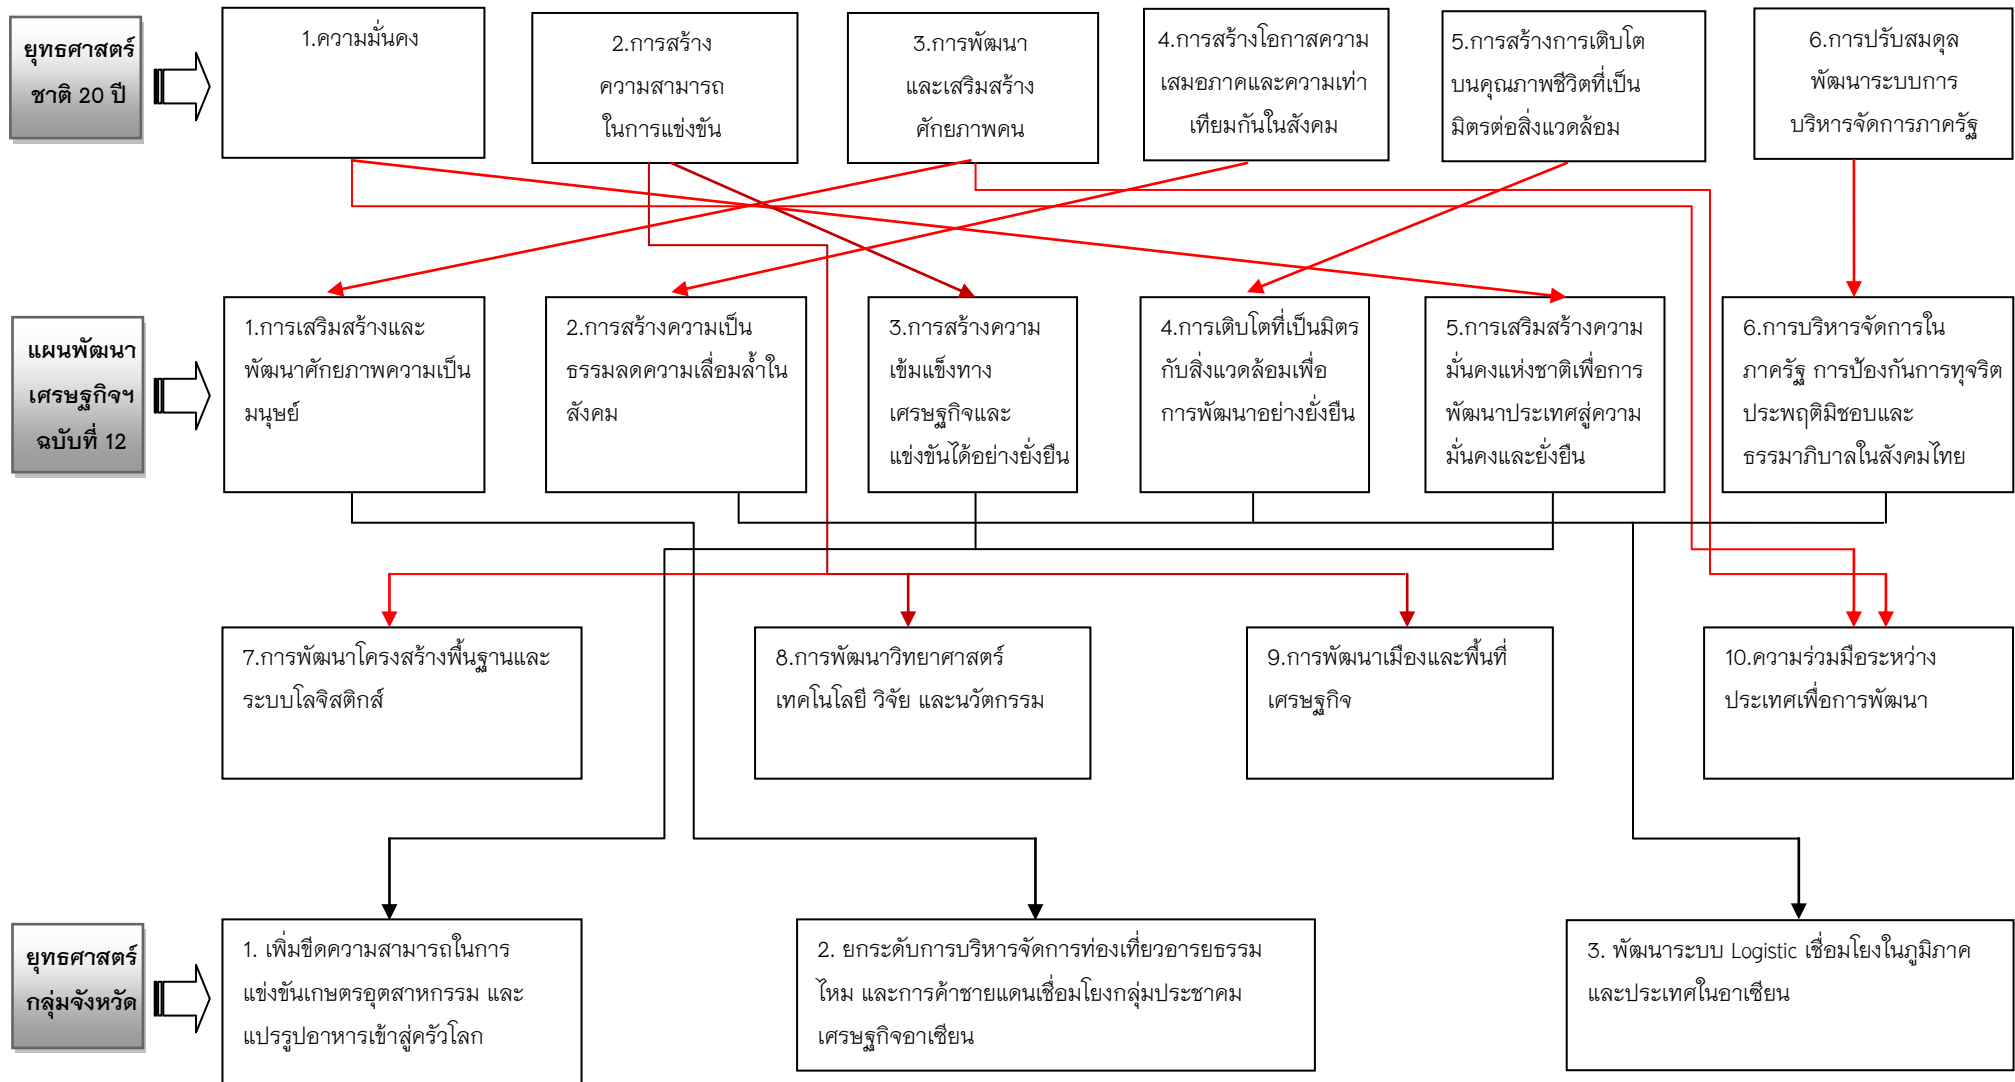 ยุทธศาสตร์
ชาติ 20 ปี
1.ความมั่นคง
2.การสร้าง
ความสามารถ
ในการแข่งขัน
3.การพัฒนา
และเสริมสร้าง
ศักยภาพคน
4.การสร้างโอกาสความ
เสมอภาคและความเท่า
เทียมกันในสังคม
5.การสร้างการเติบโต
บนคุณภาพชีวิตที่เป็น
มิตรต่อสิ่งแวดล้อม
6.การปรับสมดุล
พัฒนาระบบการ
บริหารจัดการภาครัฐ
แผนพัฒนา
เศรษฐกิจฯ
ฉบับที่ 12
1.การเสริมสร้างและ
พัฒนาศักยภาพความเป็น
มนุษย์
2.การสร้างความเป็น
ธรรมลดความเลื่อมล้ำใน
สังคม
3.การสร้างความ
เข้มแข็งทาง
เศรษฐกิจและ
แข่งขันได้อย่างยั่งยืน
4.การเติบโตที่เป็นมิตร
กับสิ่งแวดล้อมเพื่อ
การพัฒนาอย่างยั่งยืน
5.การเสริมสร้างความ
มั่นคงแห่งชาติเพื่อการ
พัฒนาประเทศสู่ความ
มั่นคงและยั่งยืน
6.การบริหารจัดการใน
ภาครัฐ การป้องกันการทุจริต
ประพฤติมิชอบและ
ธรรมาภิบาลในสังคมไทย
7.การพัฒนาโครงสร้างพื้นฐานและ
ระบบโลจิสติกส์
8.การพัฒนาวิทยาศาสตร์
เทคโนโลยี วิจัย และนวัตกรรม
9.การพัฒนาเมืองและพื้นที่
เศรษฐกิจ
10.ความร่วมมือระหว่าง
ประเทศเพื่อการพัฒนา
ยุทธศาสตร์
กลุ่มจังหวัด
1. เพิ่มขีดความสามารถในการ
แข่งขันเกษตรอุตสาหกรรม และ
แปรรูปอาหารเข้าสู่ครัวโลก
2. ยกระดับการบริหารจัดการท่องเที่ยวอารยธรรม
ไหม และการค้าชายแดนเชื่อมโยงกลุ่มประชาคม
เศรษฐกิจอาเซียน
3. พัฒนาระบบ Logistic เชื่อมโยงในภูมิภาค
และประเทศในอาเซียน